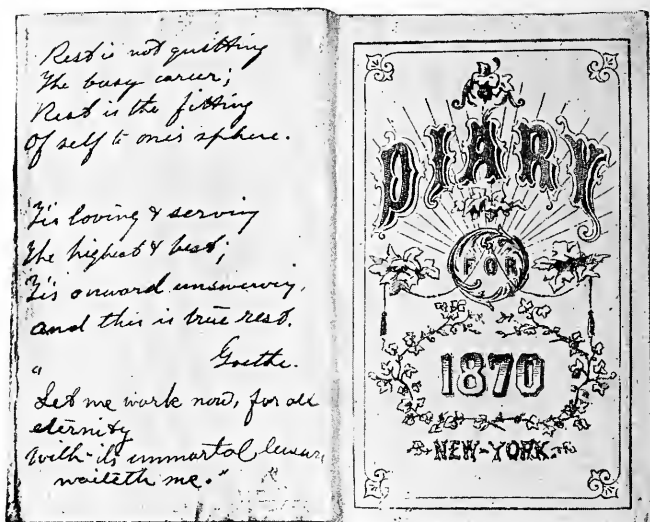 Rest is not quitting
The busy career;
Rest is the fitting
Of self to one's sphere.
'Tis loving & serving
The highest & best;
'Tis onward unswerving,
and this is true rest.
Goethe.
"
Let me work now, for all
eternity
With its immortal leisure
waiteth me."
DIARY
FOR
1870
NEW-YORK.